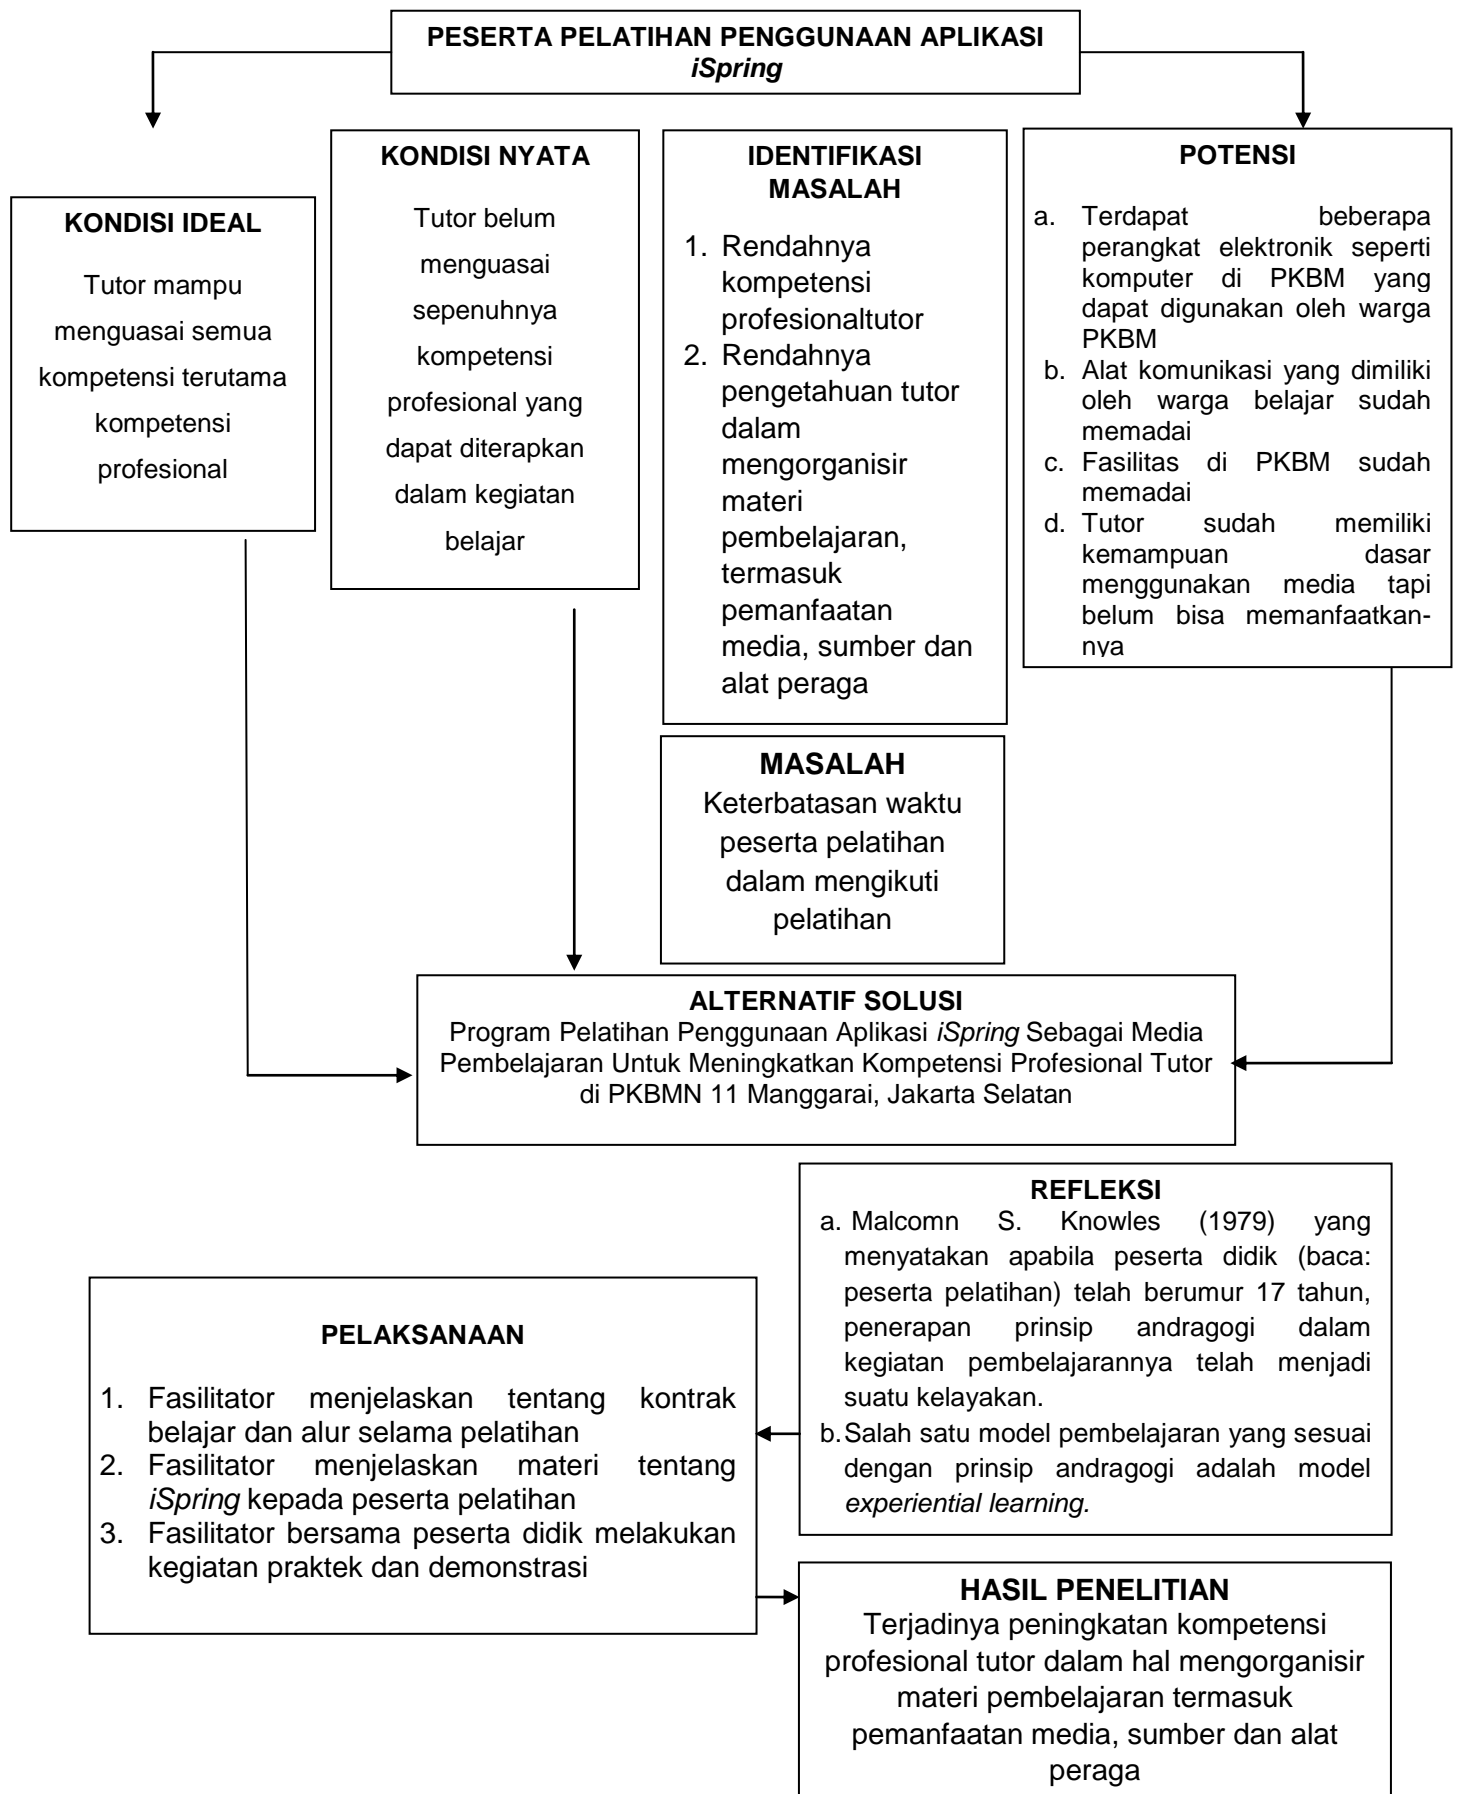 PESERTA PELATIHAN PENGGUNAAN APLIKASI
iSpring
KONDISI IDEAL
Tutor mampu
menguasai semua
kompetensi terutama
kompetensi
profesional
KONDISI NYATA
Tutor belum
menguasai
sepenuhnya
kompetensi
profesional yang
dapat diterapkan
dalam kegiatan
belajar
IDENTIFIKASI
MASALAH
1. Rendahnya
kompetensi
profesionaltutor
2. Rendahnya
pengetahuan tutor
dalam
mengorganisir
materi
pembelajaran,
termasuk
pemanfaatan
media, sumber dan
alat peraga
POTENSI
a. Terdapat beberapa
perangkat elektronik seperti
komputer di PKBM yang
dapat digunakan oleh warga
PKBM
b. Alat komunikasi yang dimiliki
oleh warga belajar sudah
memadai
c. Fasilitas di PKBM sudah
memadai
d. Tutor sudah memiliki
kemampuan dasar
menggunakan media tapi
belum bisa memanfaatkan-
nya
MASALAH
Keterbatasan waktu
peserta pelatihan
dalam mengikuti
pelatihan
ALTERNATIF SOLUSI
Program Pelatihan Penggunaan Aplikasi iSpring Sebagai Media
Pembelajaran Untuk Meningkatkan Kompetensi Profesional Tutor
di PKBMN 11 Manggarai, Jakarta Selatan
REFLEKSI
a. Malcomn S. Knowles (1979) yang
menyatakan apabila peserta didik (baca:
peserta pelatihan) telah berumur 17 tahun,
penerapan prinsip andragogi dalam
kegiatan pembelajarannya telah menjadi
suatu kelayakan.
b. Salah satu model pembelajaran yang sesuai
dengan prinsip andragogi adalah model
experiential learning.
PELAKSANAAN
1. Fasilitator menjelaskan tentang kontrak
belajar dan alur selama pelatihan
2. Fasilitator menjelaskan materi tentang
iSpring kepada peserta pelatihan
3. Fasilitator bersama peserta didik melakukan
kegiatan praktek dan demonstrasi
HASIL PENELITIAN
Terjadinya peningkatan kompetensi
profesional tutor dalam hal mengorganisir
materi pembelajaran termasuk
pemanfaatan media, sumber dan alat
peraga